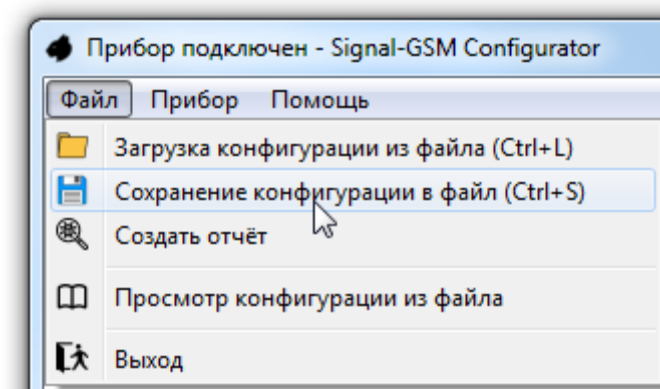 Прибор подключен - Signal-GSM Configurator
Файл Прибор Помощь
Загрузка конфигурации из файла (Ctrl+L)
Сохранение конфигурации в файл (Ctrl+S)
Создать отчёт
Просмотр конфигурации из файла
Выход